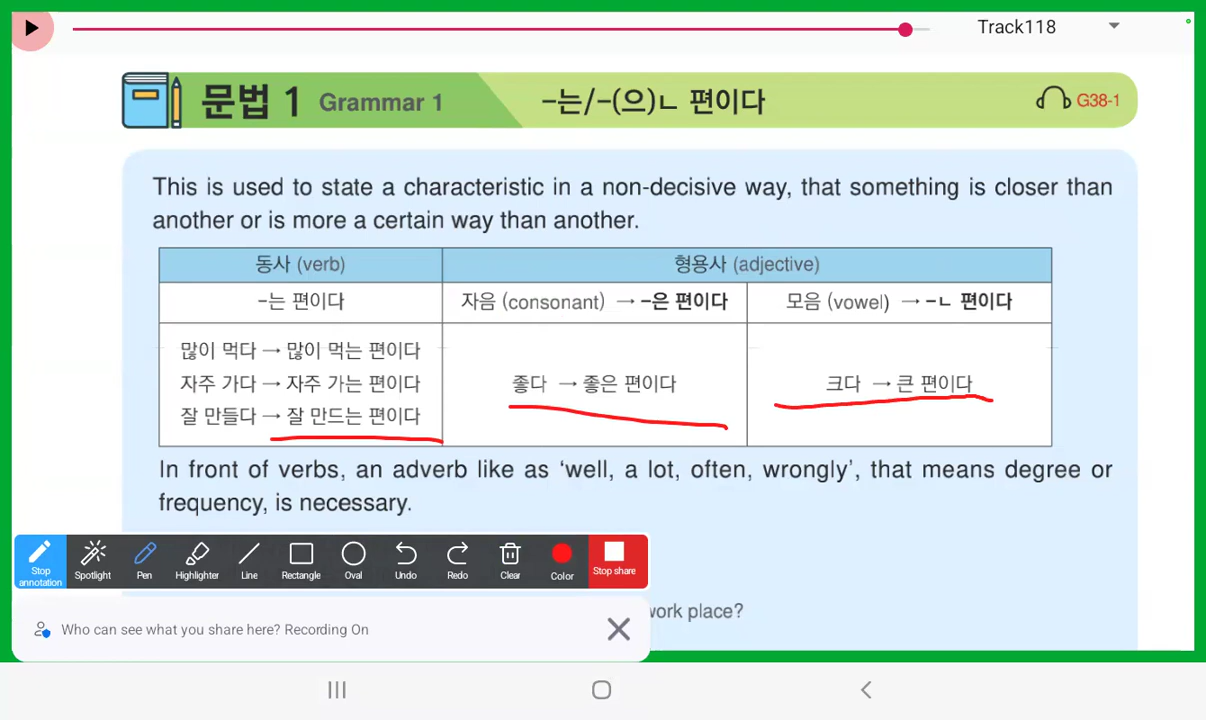 Track118
문법 1 Grammar 1 -는/-(으)ㄴ 편이다 G38-1
This is used to state a characteristic in a non-decisive way, that something is closer than
another or is more a certain way than another.
동사 (verb) 형용사 (adjective)
-는 편이다 자음 (consonant) → -은 편이다 모음 (vowel) → -ㄴ 편이다
많이 먹다 → 많이 먹는 편이다
자주 가다 → 자주 가는 편이다 좋다 → 좋은 편이다 크다 → 큰 편이다
잘 만들다 → 잘 만드는 편이다
In front of verbs, an adverb like as ‘well, a lot, often, wrongly’, that means degree or
frequency, is necessary.
Stop annotation Spotlight Pen Highlighter Line Rectangle Oval Undo Redo Clear Color Stop share
work place?
Who can see what you share here? Recording On